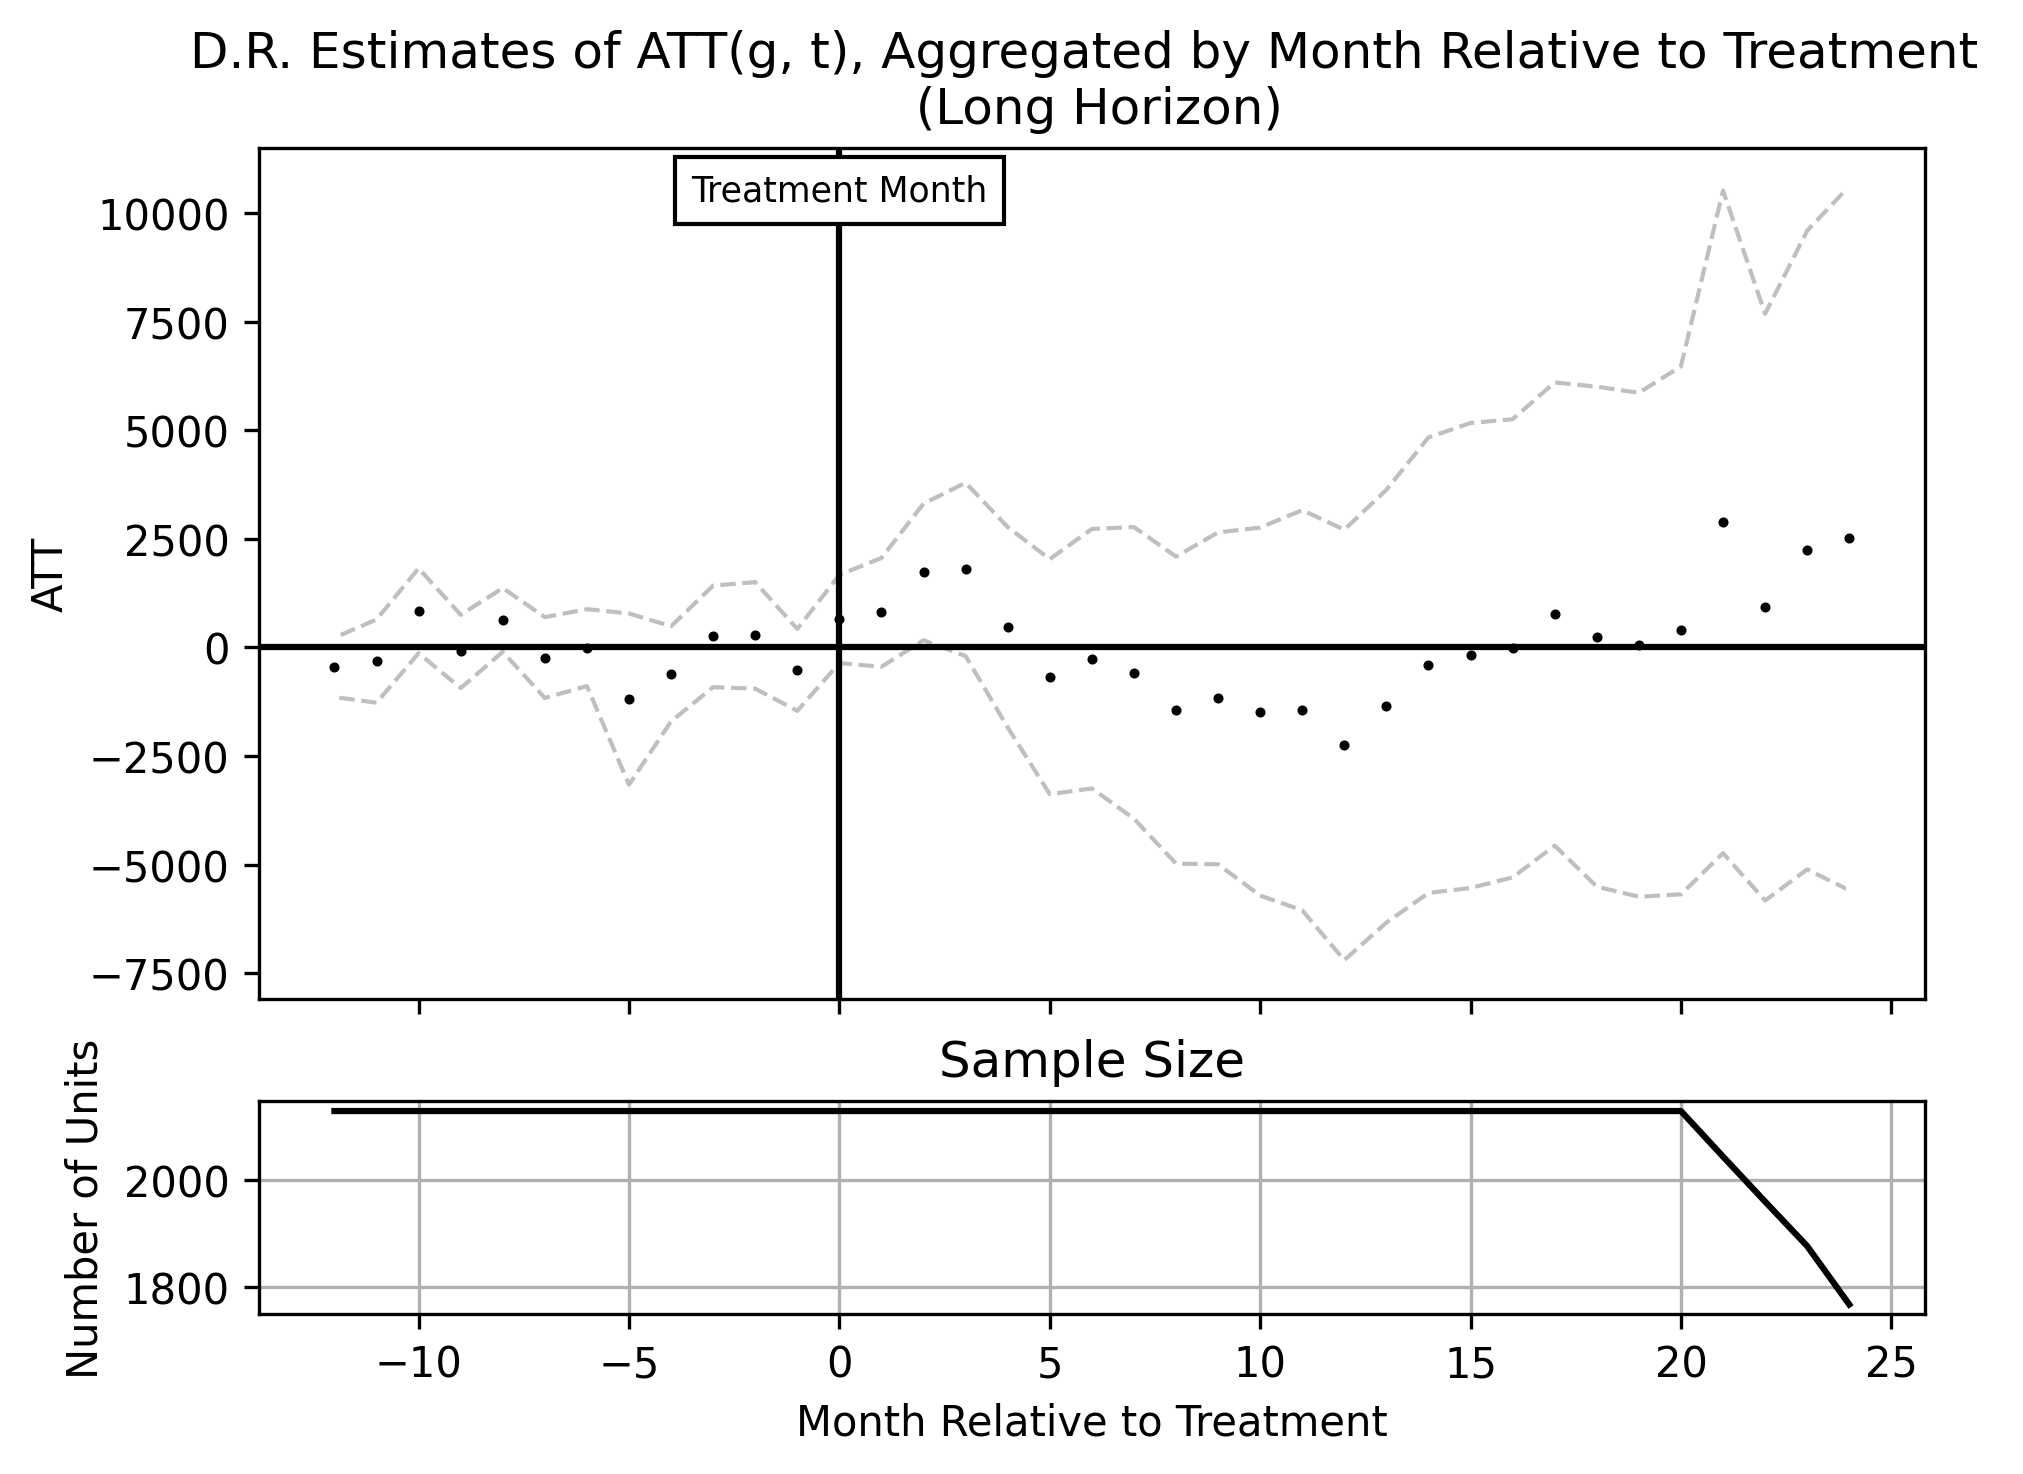 D.R. Estimates of ATT(g, t), Aggregated by Month Relative to Treatment
(Long Horizon)
Treatment Month
ATT
10000
7500
5000
2500
0
−2500
−5000
−7500
Sample Size
Number of Units
2000
1800
−10 −5 0 5 10 15 20 25
Month Relative to Treatment